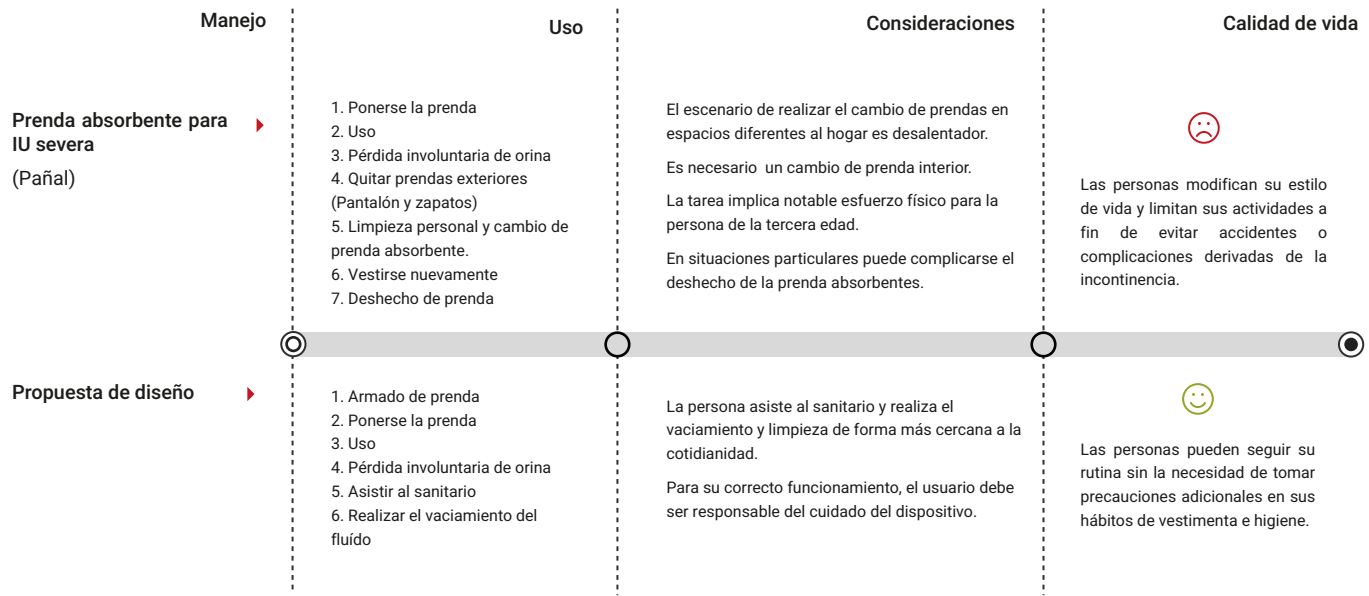 Manejo
Uso
Consideraciones
Calidad de vida
Prenda absorbente para
IU severa
(Pañal)
1. Ponerse la prenda
2. Uso
3. Pérdida involuntaria de orina
4. Quitar prendas exteriores
(Pantalón y zapatos)
5. Limpieza personal y cambio de
prenda absorbente.
6. Vestirse nuevamente
7. Deshecho de prenda
El escenario de realizar el cambio de prendas en
espacios diferentes al hogar es desalentador.
Es necesario un cambio de prenda interior.
La tarea implica notable esfuerzo físico para la
persona de la tercera edad.
En situaciones particulares puede complicarse el
deshecho de la prenda absorbentes.
Las personas modifican su estilo
de vida y limitan sus actividades a
fin de evitar accidentes o
complicaciones derivadas de la
incontinencia.
Propuesta de diseño
1. Armado de prenda
2. Ponerse la prenda
3. Uso
4. Pérdida involuntaria de orina
5. Asistir al sanitario
6. Realizar el vaciamiento del
fluído
La persona asiste al sanitario y realiza el
vaciamiento y limpieza de forma más cercana a la
cotidianidad.
Para su correcto funcionamiento, el usuario debe
ser responsable del cuidado del dispositivo.
Las personas pueden seguir su
rutina sin la necesidad de tomar
precauciones adicionales en sus
hábitos de vestimenta e higiene.